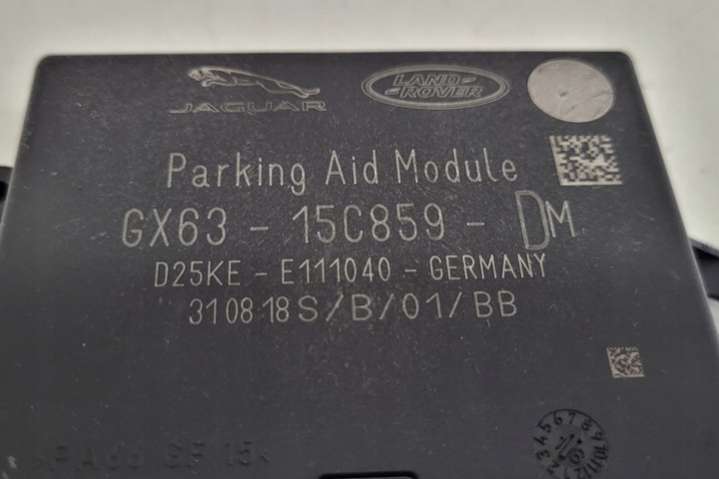 JAGUAR
LAND-
-ROVER
Parking Aid Module
GX63 - 15C859 - DM
D25KE - E111040 - GERMANY
310818S/B/01/BB